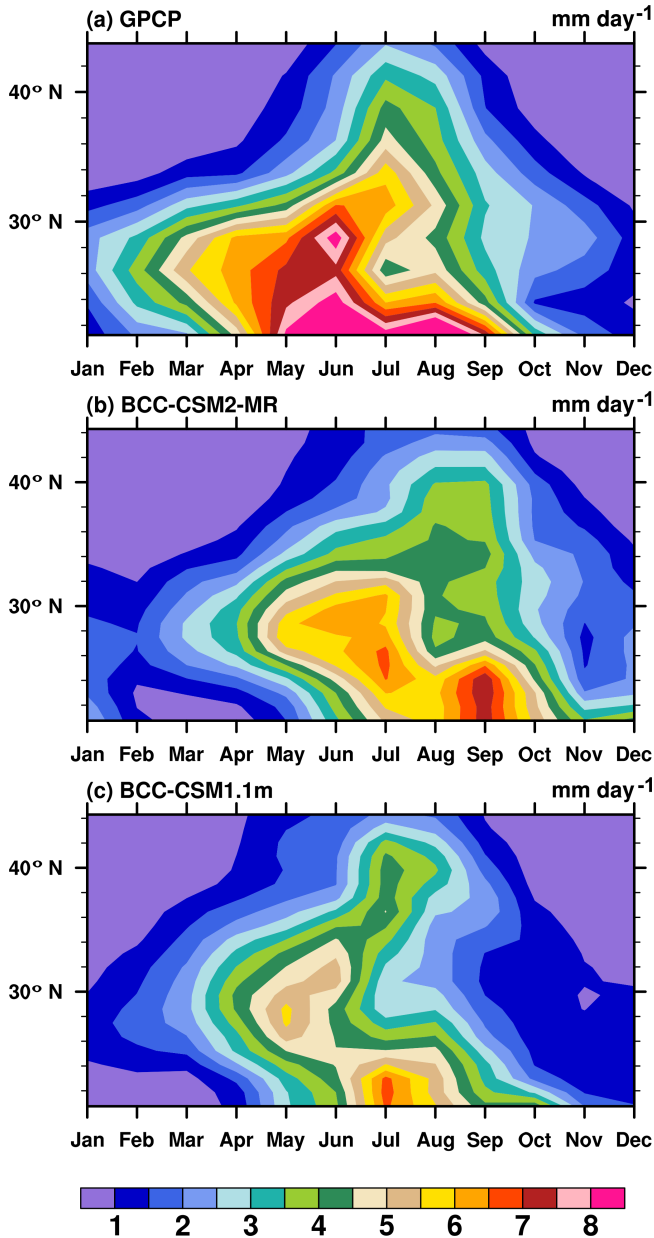 (a) GPCP mm day-1
40° N
30° N
Jan Feb Mar Apr May Jun Jul Aug Sep Oct Nov Dec
(b) BCC-CSM2-MR mm day-1
40° N
30° N
Jan Feb Mar Apr May Jun Jul Aug Sep Oct Nov Dec
(c) BCC-CSM1.1m mm day-1
40° N
30° N
Jan Feb Mar Apr May Jun Jul Aug Sep Oct Nov Dec
1 2 3 4 5 6 7 8